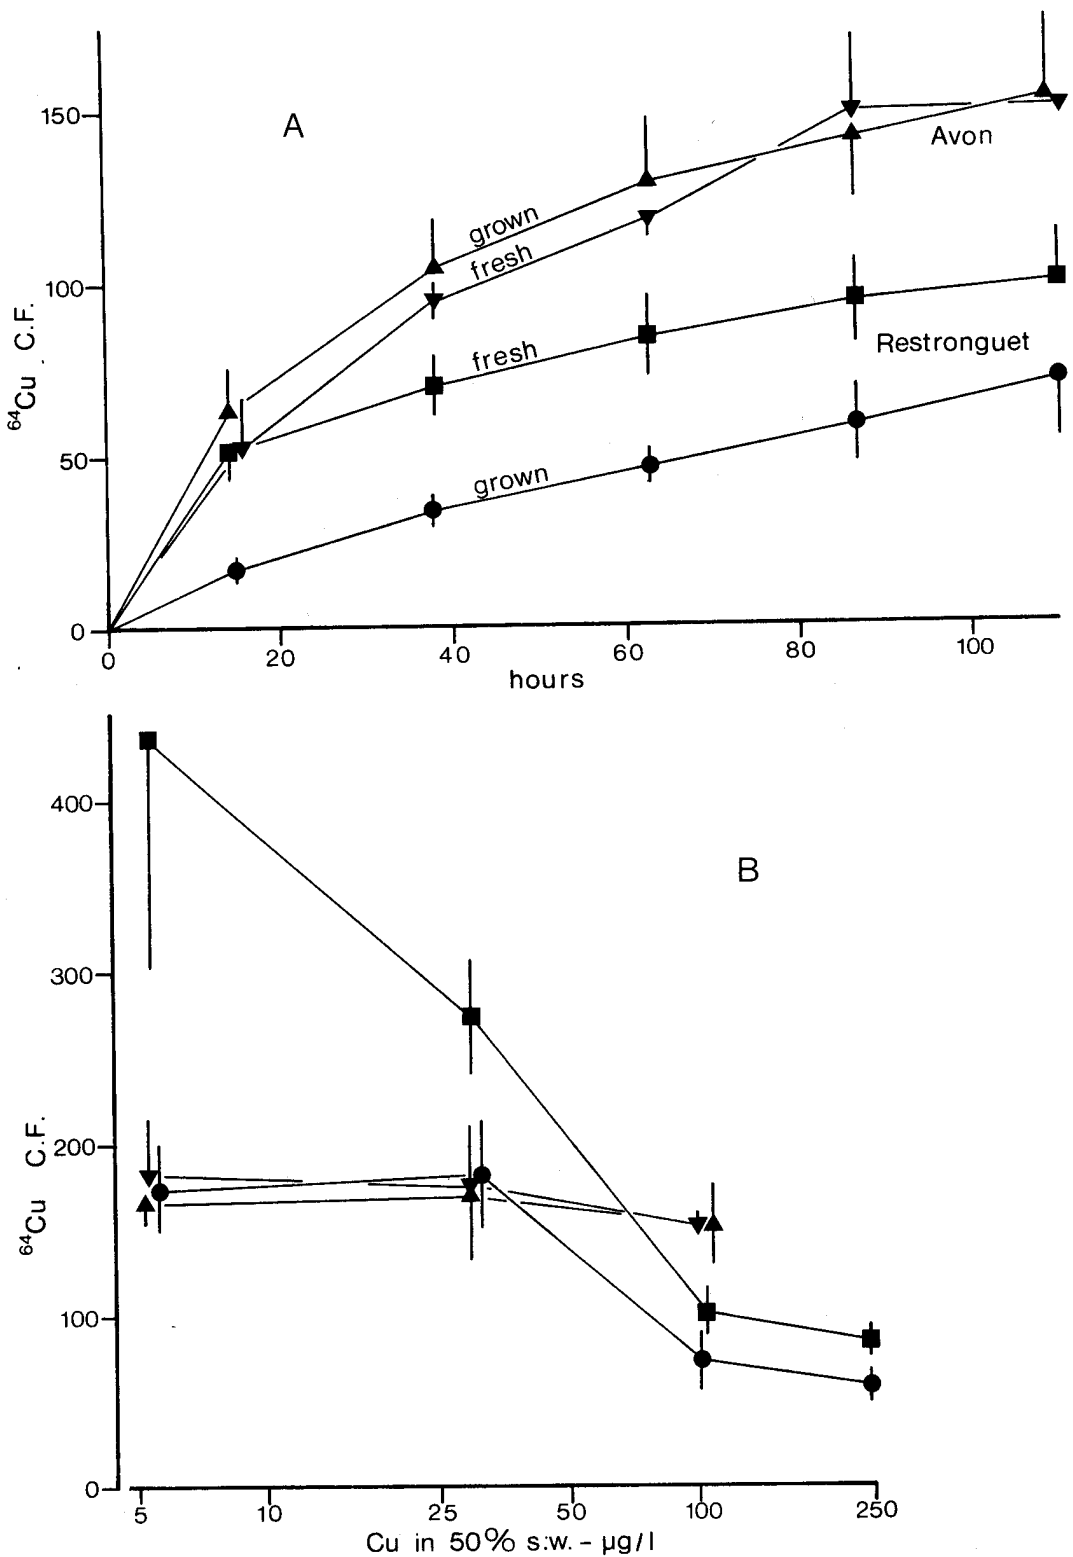 A
150
Avon
grown
fresh
100
⁶⁴Cu C.F.
fresh
Restronguet
50
grown
0
0 20 40 60 80 100
hours
400
B
300
⁶⁴Cu C.F.
200
100
0
5 10 25 50 100 250
Cu in 50% s.w. - µg/l